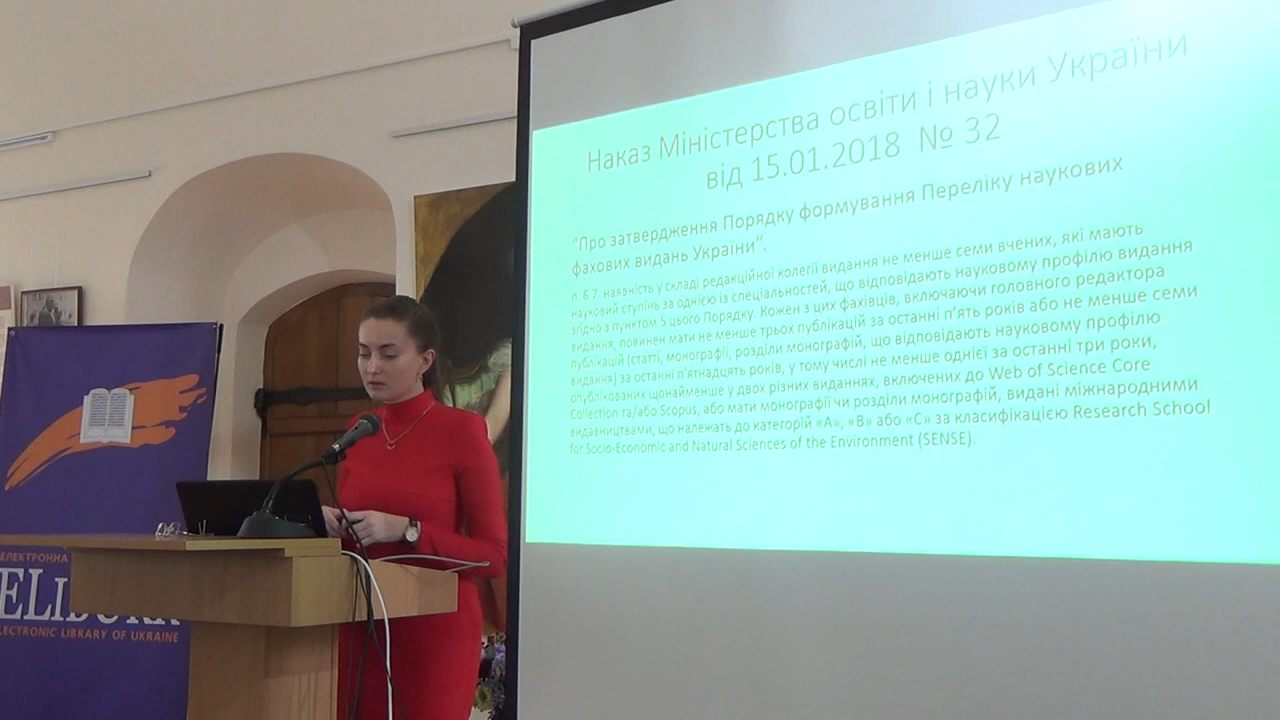 Наказ Міністерства освіти і науки України
від 15.01.2018 № 32
“Про затвердження Порядку формування Переліку наукових
фахових видань України”.
п. 6.7. наявність у складі редакційної колегії видання не менше семи вчених, які мають
науковий ступінь за однією із спеціальностей, що відповідають науковому профілю видання
згідно з пунктом 5 цього Порядку. Кожен з цих фахівців, включаючи головного редактора
видання, повинен мати не менше трьох публікацій за останні п’ять років або не менше семи
публікацій (статті, монографії, розділи монографій, що відповідають науковому профілю
видання) за останні п’ятнадцять років, у тому числі не менше однієї за останні три роки,
опублікованих щонайменше у двох різних виданнях, включених до Web of Science Core
Collection та/або Scopus, або мати монографії чи розділи монографій, видані міжнародними
видавництвами, що належать до категорій «А», «В» або «С» за класифікацією Research School
for Socio-Economic and Natural Sciences of the Environment (SENSE).
ЕЛЕКТРОННА
LECTRONIC LIBRARY OF UKRAINE